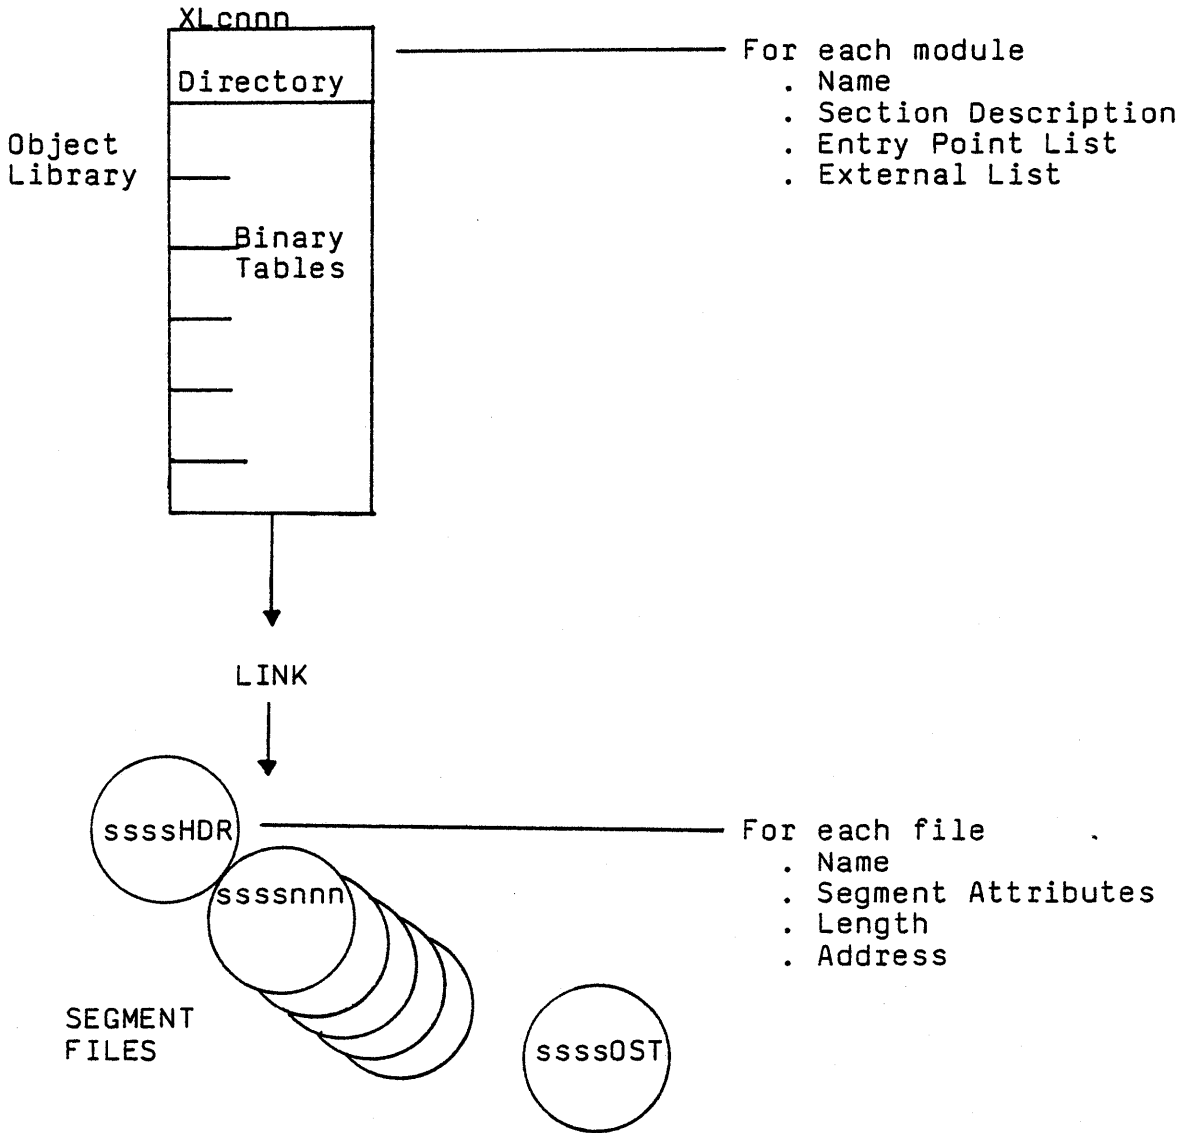 XLcnnn
Directory
Object
Library
Binary
Tables
For each module
. Name
. Section Description
. Entry Point List
. External List
LINK
ssssHDR
ssssnnn
For each file
. Name
. Segment Attributes
. Length
. Address
SEGMENT
FILES
ssssOST